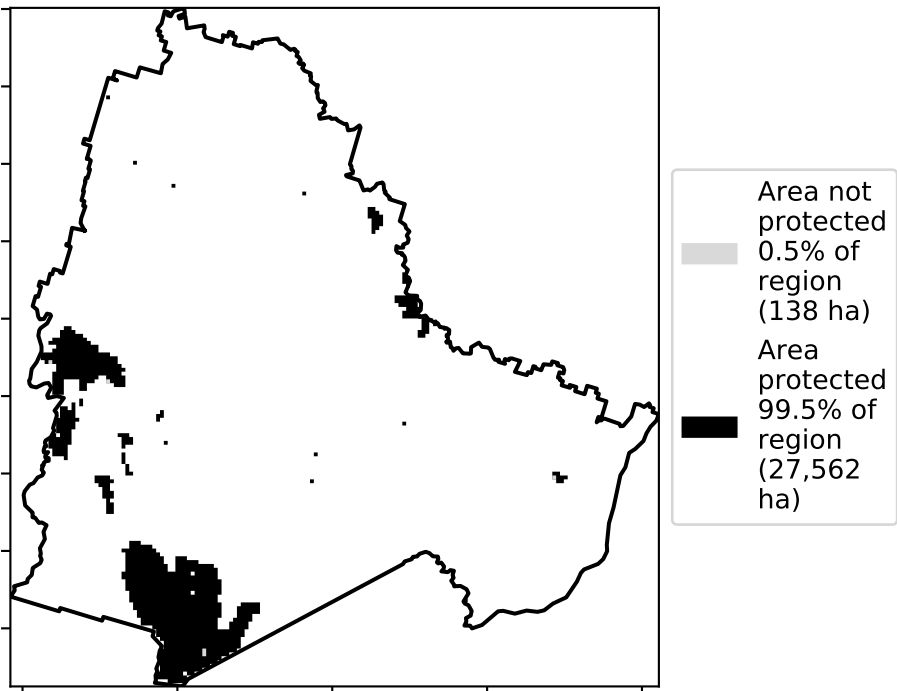 Area not
protected
0.5% of
region
(138 ha)
Area
protected
99.5% of
region
(27,562
ha)